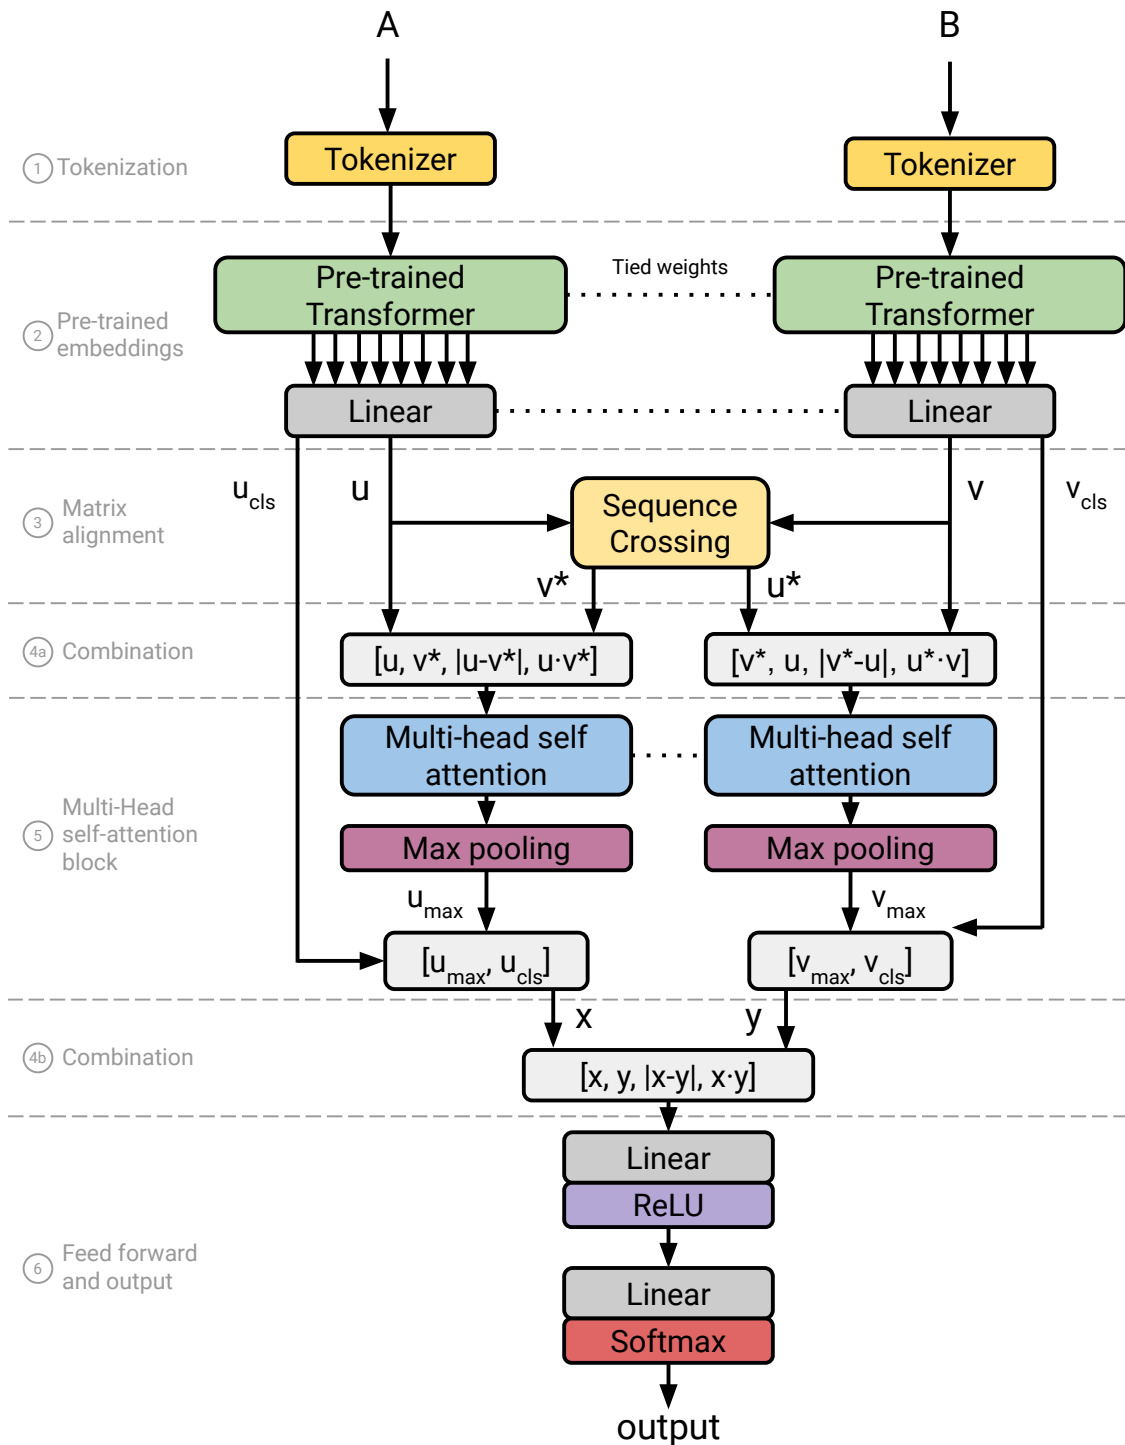 A
B
1 Tokenization
Tokenizer
Tokenizer
2 Pre-trained
embeddings
Pre-trained
Transformer
Tied weights
Pre-trained
Transformer
Linear
Linear
3 Matrix
alignment
u_cls
u
Sequence
Crossing
v
v_cls
v*
u*
4a Combination
[u, v*, |u-v*|, u·v*]
[v*, u, |v*-u|, u*·v]
5 Multi-Head
self-attention
block
Multi-head self
attention
Multi-head self
attention
Max pooling
Max pooling
u_max
v_max
[u_max, u_cls]
[v_max, v_cls]
x
y
4b Combination
[x, y, |x-y|, x·y]
6 Feed forward
and output
Linear
ReLU
Linear
Softmax
output